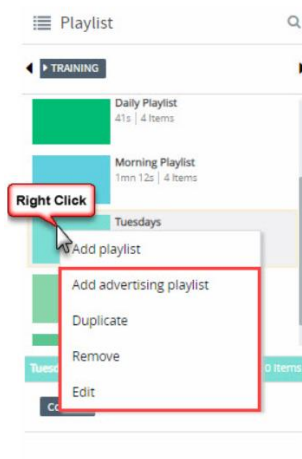 Playlist
TRAINING
Daily Playlist
41s | 4 Items
Morning Playlist
1mn 12s | 4 Items
Right Click
Tuesdays
Add playlist
Add advertising playlist
Duplicate
Remove
Edit
0 Items